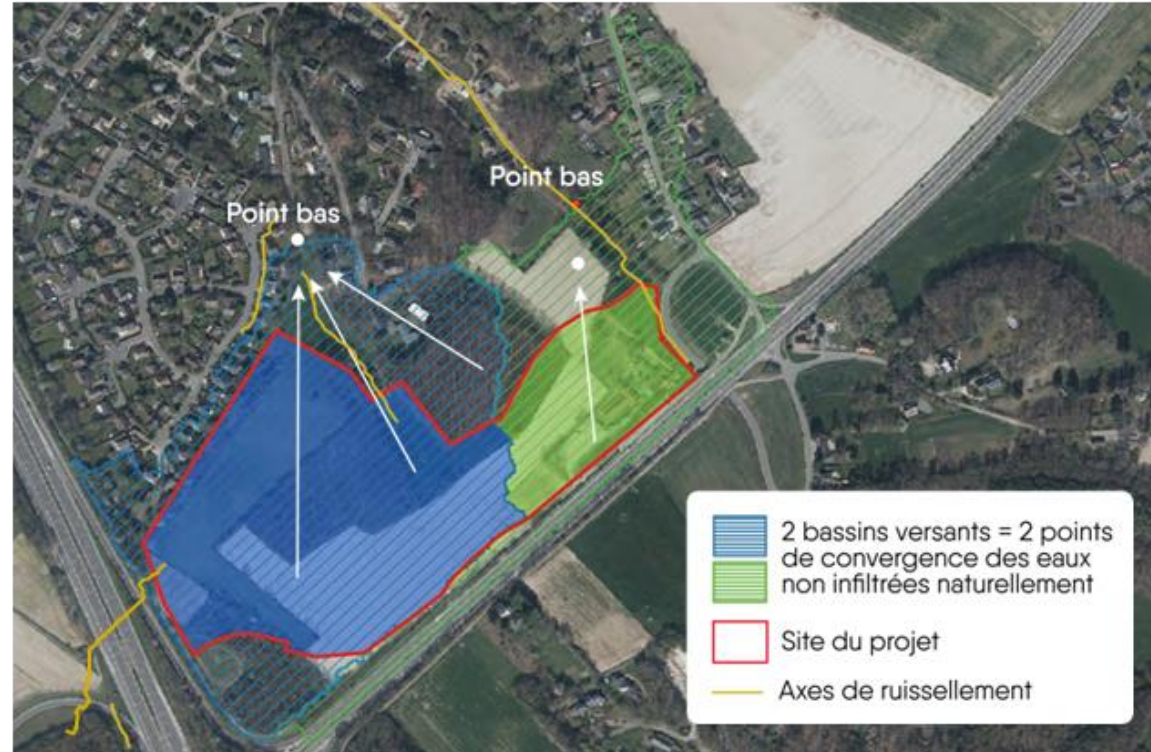 Point bas
Point bas
2 bassins versants = 2 points
de convergence des eaux
non infiltrées naturellement
Site du projet
Axes de ruissellement